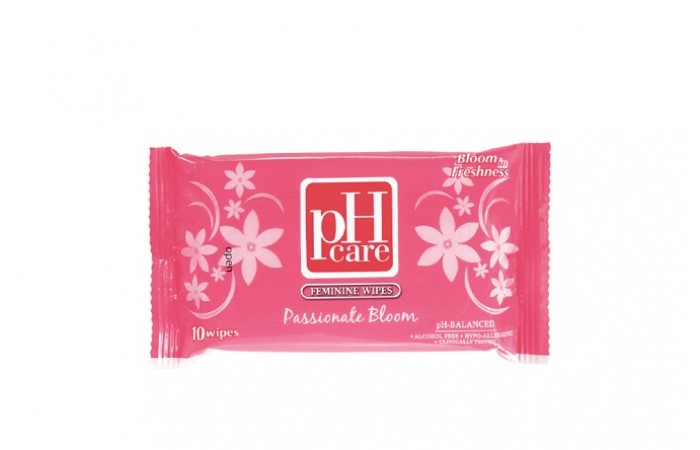 Bloom in
Freshness
pH
care
open
FEMININE WIPES
Passionate Bloom
10 wipes
pH-BALANCED
• ALCOHOL FREE • HYPO-ALLERGENIC
• CLINICALLY TESTED